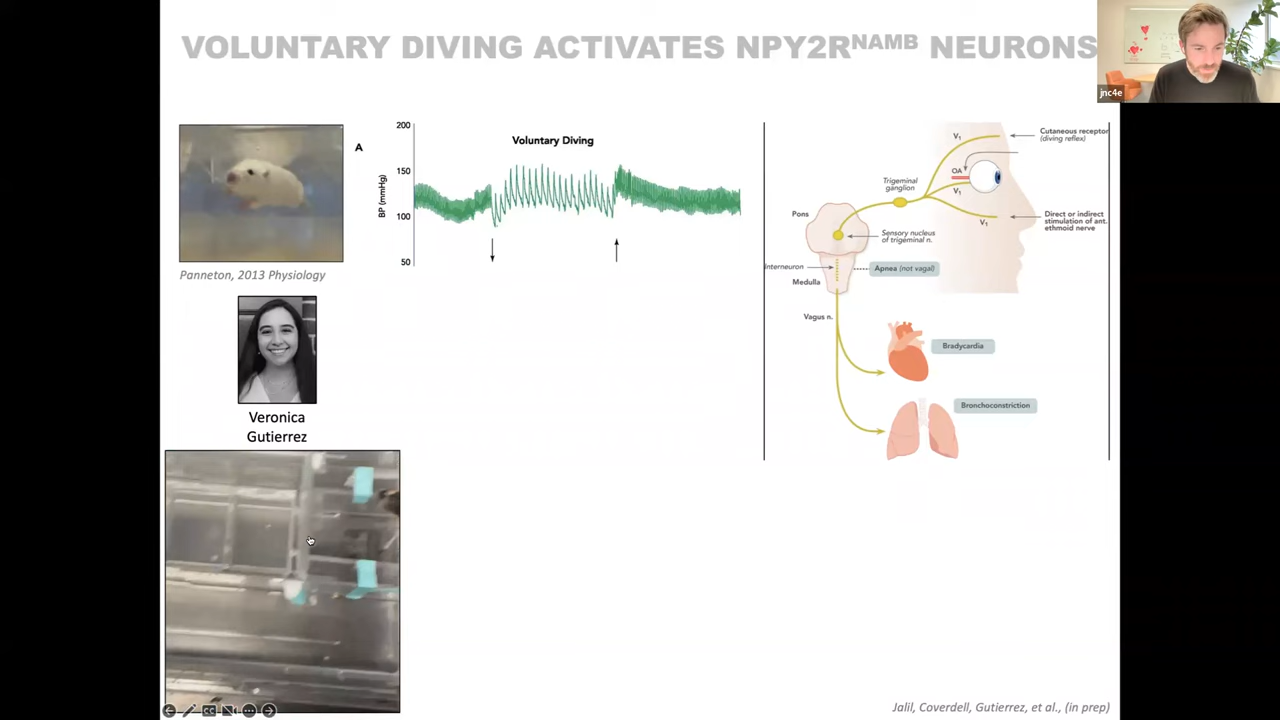 VOLUNTARY DIVING ACTIVATES NPY2RNAMB NEURONS
jnc4e
Panneton, 2013 Physiology
Veronica
Gutierrez
A
Voluntary Diving
BP (mmHg)
200
150
100
50
V1
Cutaneous receptor
(diving reflex)
OA
V1
Trigeminal
ganglion
V1
Direct or indirect
stimulation of ant.
ethmoid nerve
Pons
Sensory nucleus
of trigeminal n.
Interneuron
Apnea (not vagal)
Medulla
Vagus n.
Bradycardia
Bronchoconstriction
CC
Jalil, Coverdell, Gutierrez, et al., (in prep)